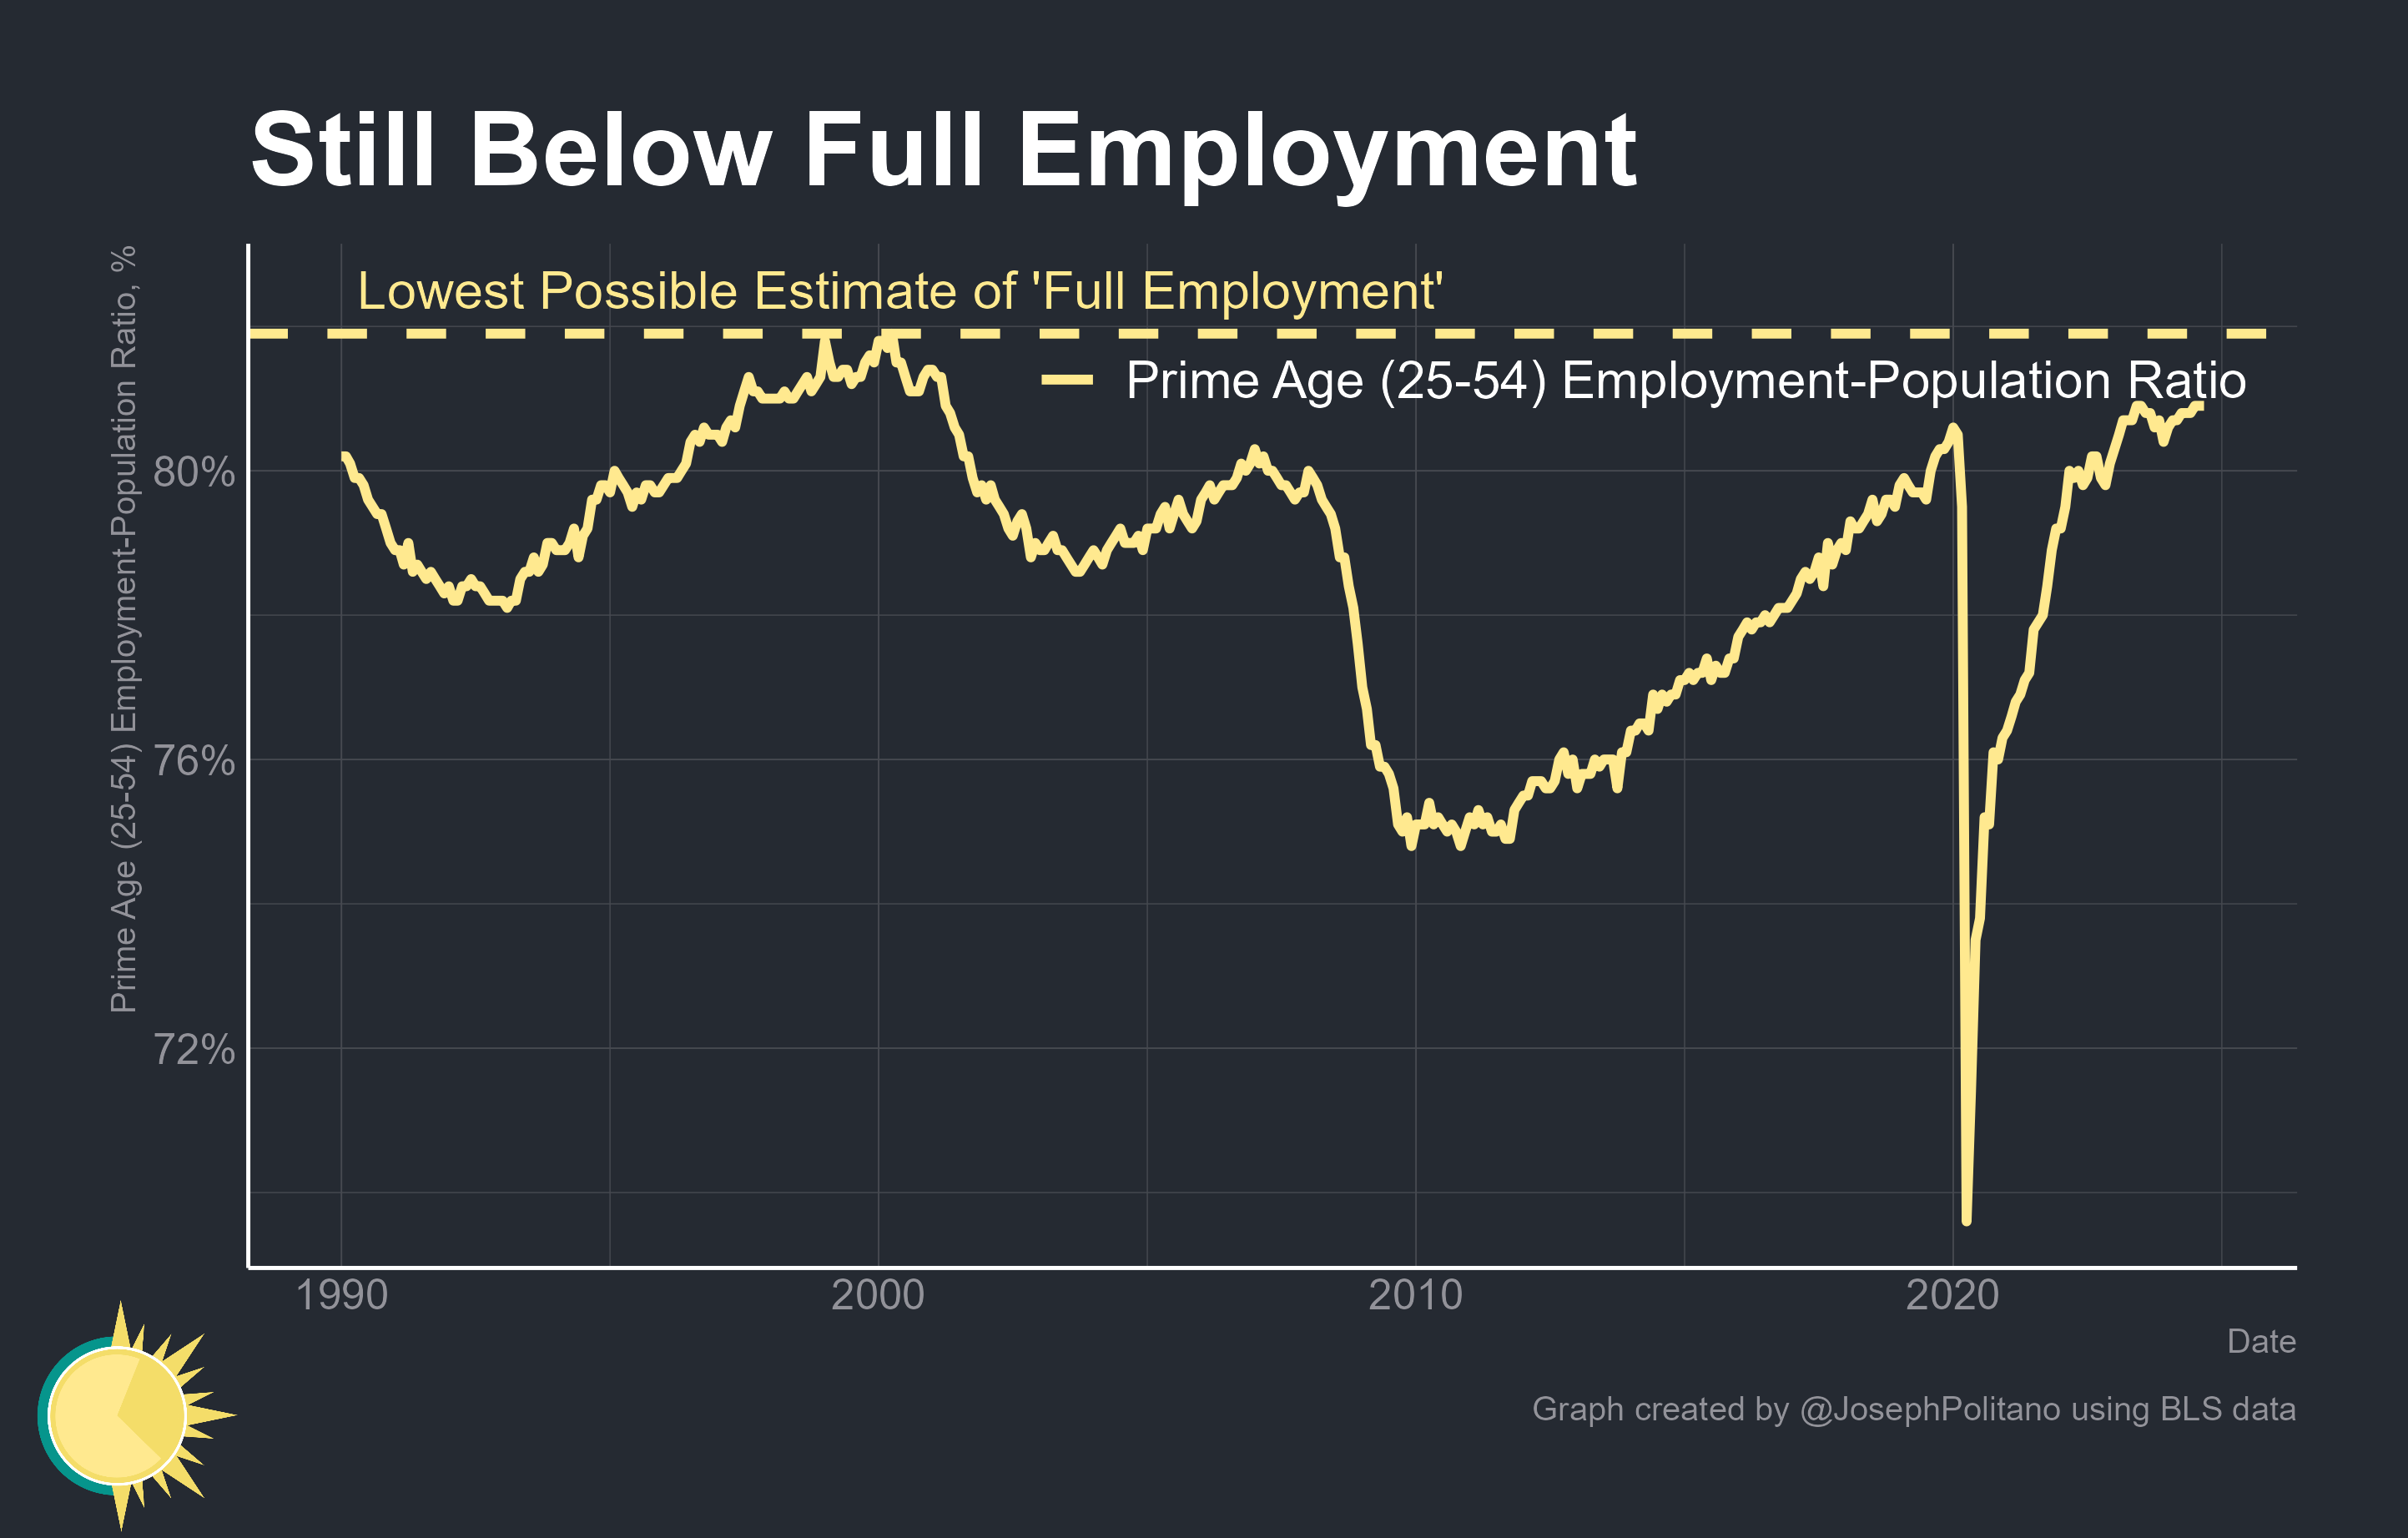 Still Below Full Employment
Lowest Possible Estimate of 'Full Employment'
Prime Age (25-54) Employment-Population Ratio
Prime Age (25-54) Employment-Population Ratio, %
80%
76%
72%
1990
2000
2010
2020
Date
Graph created by @JosephPolitano using BLS data